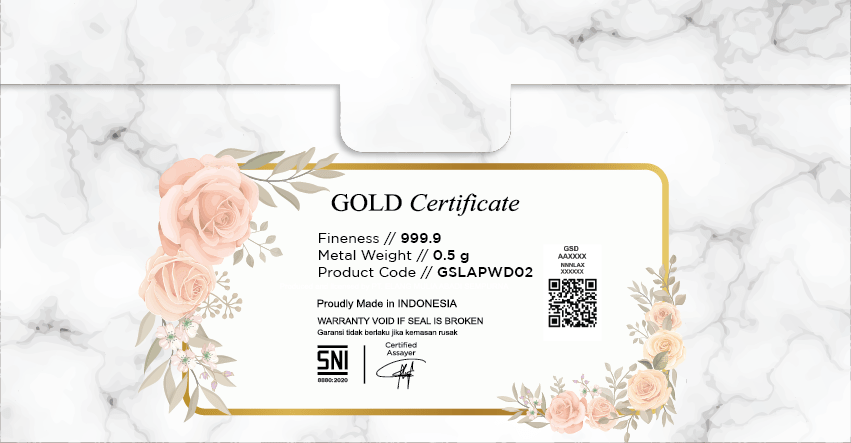 GOLD Certificate
Fineness // 999.9
Metal Weight // 0.5 g
Product Code // GSLAPWD02
GSD
AAXXXX
NNNLAX
XXXXXX
Proudly Made in INDONESIA
WARRANTY VOID IF SEAL IS BROKEN
Garansi tidak berlaku jika kemasan rusak
SNI
8880:2020
Certified
Assayer